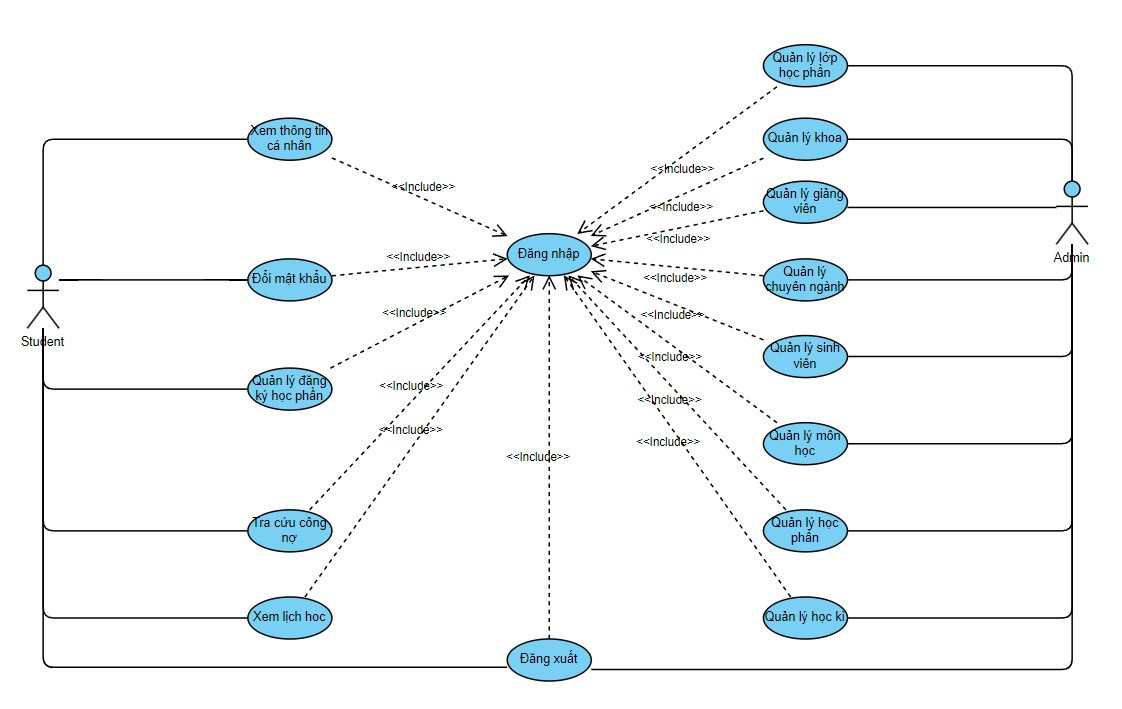 Quản lý lớp
học phần
Xem thông tin
cá nhân
Quản lý khoa
<<Include>>
<<Include>>
Quản lý giảng
viên
<<Include>>
<<Include>>
Đăng nhập
Admin
<<Include>>
Đổi mật khẩu
Quản lý
chuyên ngành
<<Include>>
<<Include>>
<<Include>>
Student
Quản lý sinh
viên
<<Include>>
Quản lý đăng
ký học phần
<<Include>>
<<Include>>
<<Include>>
Quản lý môn
học
<<Include>>
<<Include>>
Tra cứu công
nợ
Quản lý học
phần
Xem lịch hoc
Quản lý học kì
Đăng xuất